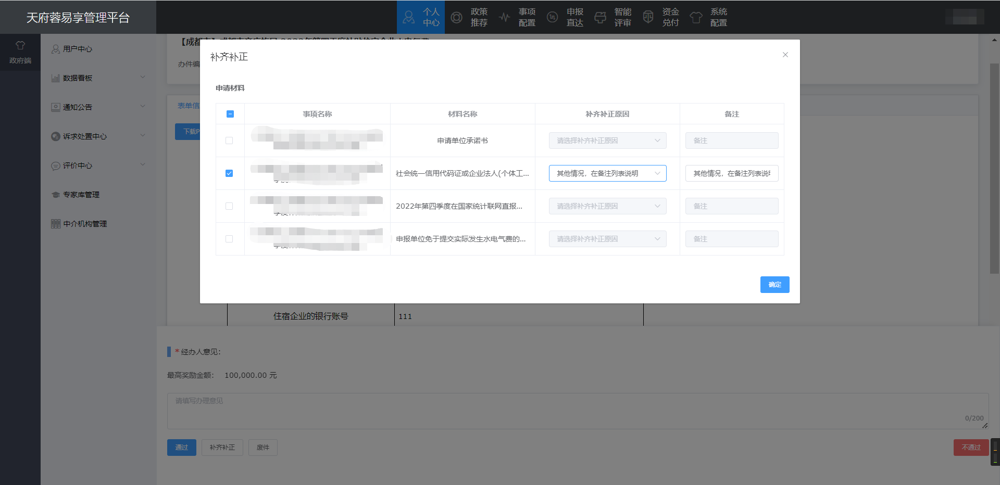 天府蓉易享管理平台
个人中心
政策推荐
事项配置
申报直达
智能评审
资金兑付
系统配置
政府端
用户中心
数据看板
通知公告
诉求处置中心
评价中心
专家库管理
中介机构管理
办件编
表单信
下载P
补齐补正
申请材料
事项名称 材料名称 补齐补正原因 备注
申请单位承诺书 请选择补齐补正原因 备注
社会统一信用代码证或企业法人(个体工... 其他情况，在备注列表说明 其他情况，在备注列表说明
2022年第四季度在国家统计联网直报... 请选择补齐补正原因 备注
申报单位免于提交实际发生水电气费的... 请选择补齐补正原因 备注
确定
住宿企业的银行账号 111
*经办人意见：
最高奖励金额： 100,000.00 元
请填写办理意见
0/200
通过 补齐补正 废件 不通过